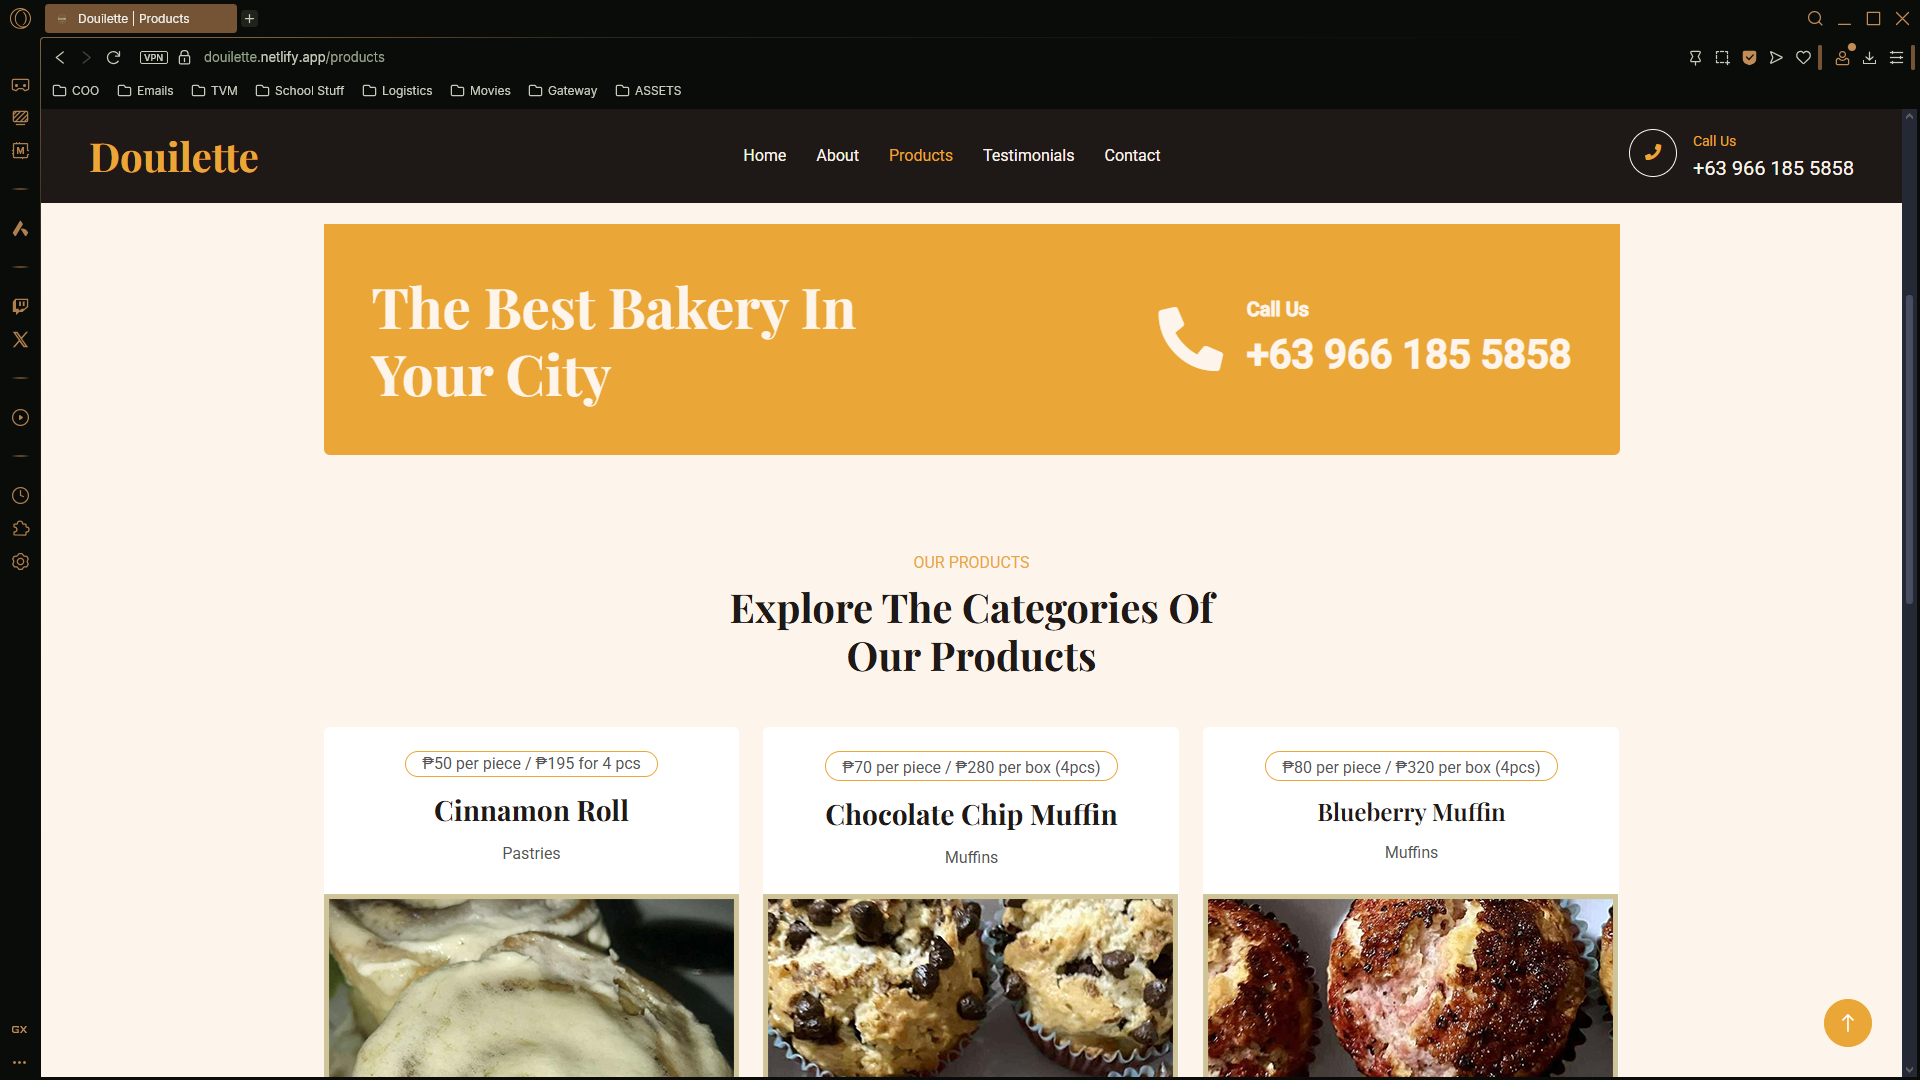 Douilette | Products
VPN
douilette.netlify.app/products
COO
Emails
TVM
School Stuff
Logistics
Movies
Gateway
ASSETS
M
Douilette
Home
About
Products
Testimonials
Contact
Call Us
+63 966 185 5858
The Best Bakery In
Your City
Call Us
+63 966 185 5858
OUR PRODUCTS
Explore The Categories Of
Our Products
₱50 per piece / ₱195 for 4 pcs
Cinnamon Roll
Pastries
₱70 per piece / ₱280 per box (4pcs)
Chocolate Chip Muffin
Muffins
₱80 per piece / ₱320 per box (4pcs)
Blueberry Muffin
Muffins
GX